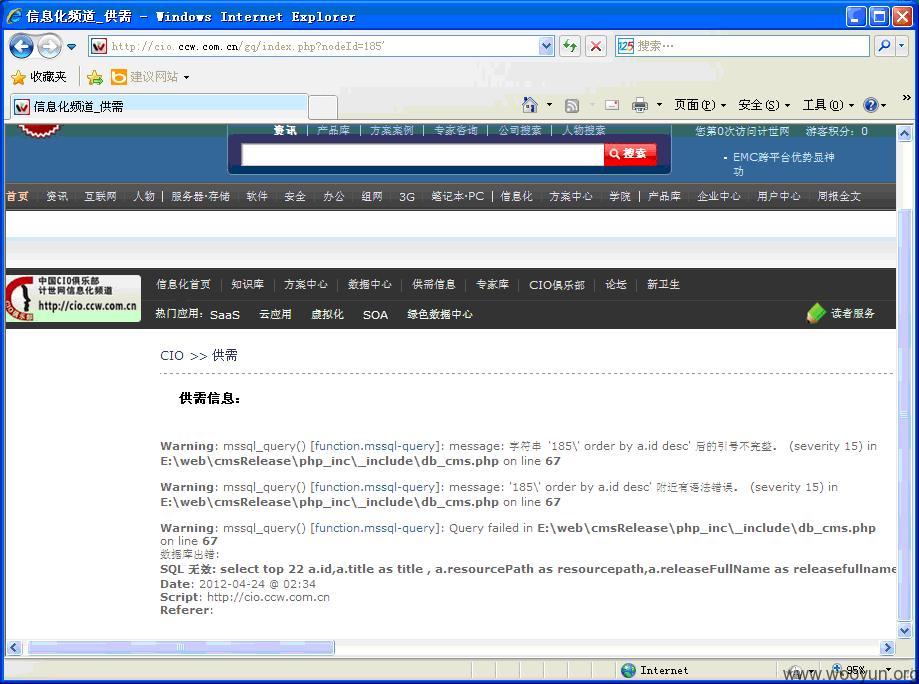 信息化频道_供需 - Windows Internet Explorer
http://cio.ccw.com.cn/gq/index.php?nodeId=185'
搜索…
收藏夹 建议网站
信息化频道_供需 页面(P) 安全(S) 工具(O) »
资讯 产品库 方案案例 专家咨询 公司搜索 人物搜索 您第0次访问计世网 游客积分: 0
搜索
EMC跨平台优势显神
功
首页 资讯 互联网 人物 服务器·存储 软件 安全 办公 组网 3G 笔记本·PC 信息化 方案中心 学院 产品库 企业中心 用户中心 周报全文
中国CIO俱乐部
计世网信息化频道
http://cio.ccw.com.cn
信息化首页 知识库 方案中心 数据中心 供需信息 专家库 CIO俱乐部 论坛 新卫生
热门应用: SaaS 云应用 虚拟化 SOA 绿色数据中心 读者服务
CIO >> 供需
供需信息:
Warning: mssql_query() [function.mssql-query]: message: 字符串 '185\' order by a.id desc' 后的引号不完整。 (severity 15) in
E:\web\cmsRelease\php_inc\_include\db_cms.php on line 67
Warning: mssql_query() [function.mssql-query]: message: '185\' order by a.id desc' 附近有语法错误。 (severity 15) in
E:\web\cmsRelease\php_inc\_include\db_cms.php on line 67
Warning: mssql_query() [function.mssql-query]: Query failed in E:\web\cmsRelease\php_inc\_include\db_cms.php
on line 67
数据库出错:
SQL 无效: select top 22 a.id,a.title as title , a.resourcePath as resourcepath,a.releaseFullName as releasefullname
Date: 2012-04-24 @ 02:34
Script: http://cio.ccw.com.cn
Referer:
Internet 95%
www.wooyun.org